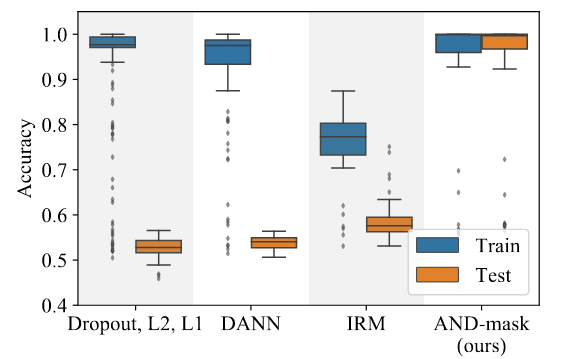 1.0
0.9
0.8
0.7
0.6
0.5
0.4
Accuracy
Train
Test
Dropout, L2, L1 DANN IRM AND-mask
(ours)